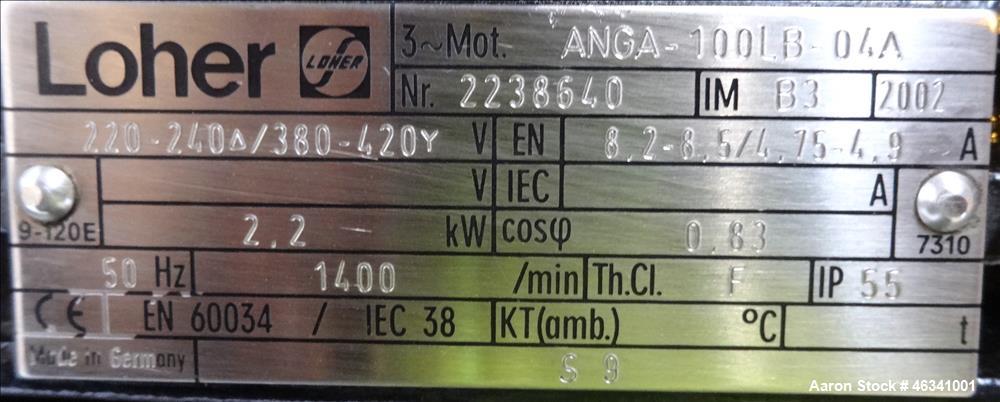 Loher LOHER 3~Mot. ANGA-100LB-04A
Nr. 2238640 IM B3 2002
220-240Δ/380-420Y V EN 8,2-8,5/4,75-4,9 A
V IEC A
9-120E 2,2 kW cosφ 0,83 7310
50 Hz 1400 /min Th.Cl. F IP 55
CE EN 60034 / IEC 38 KT(amb.) °C t
Made in Germany S 9
Aaron Stock # 46341001